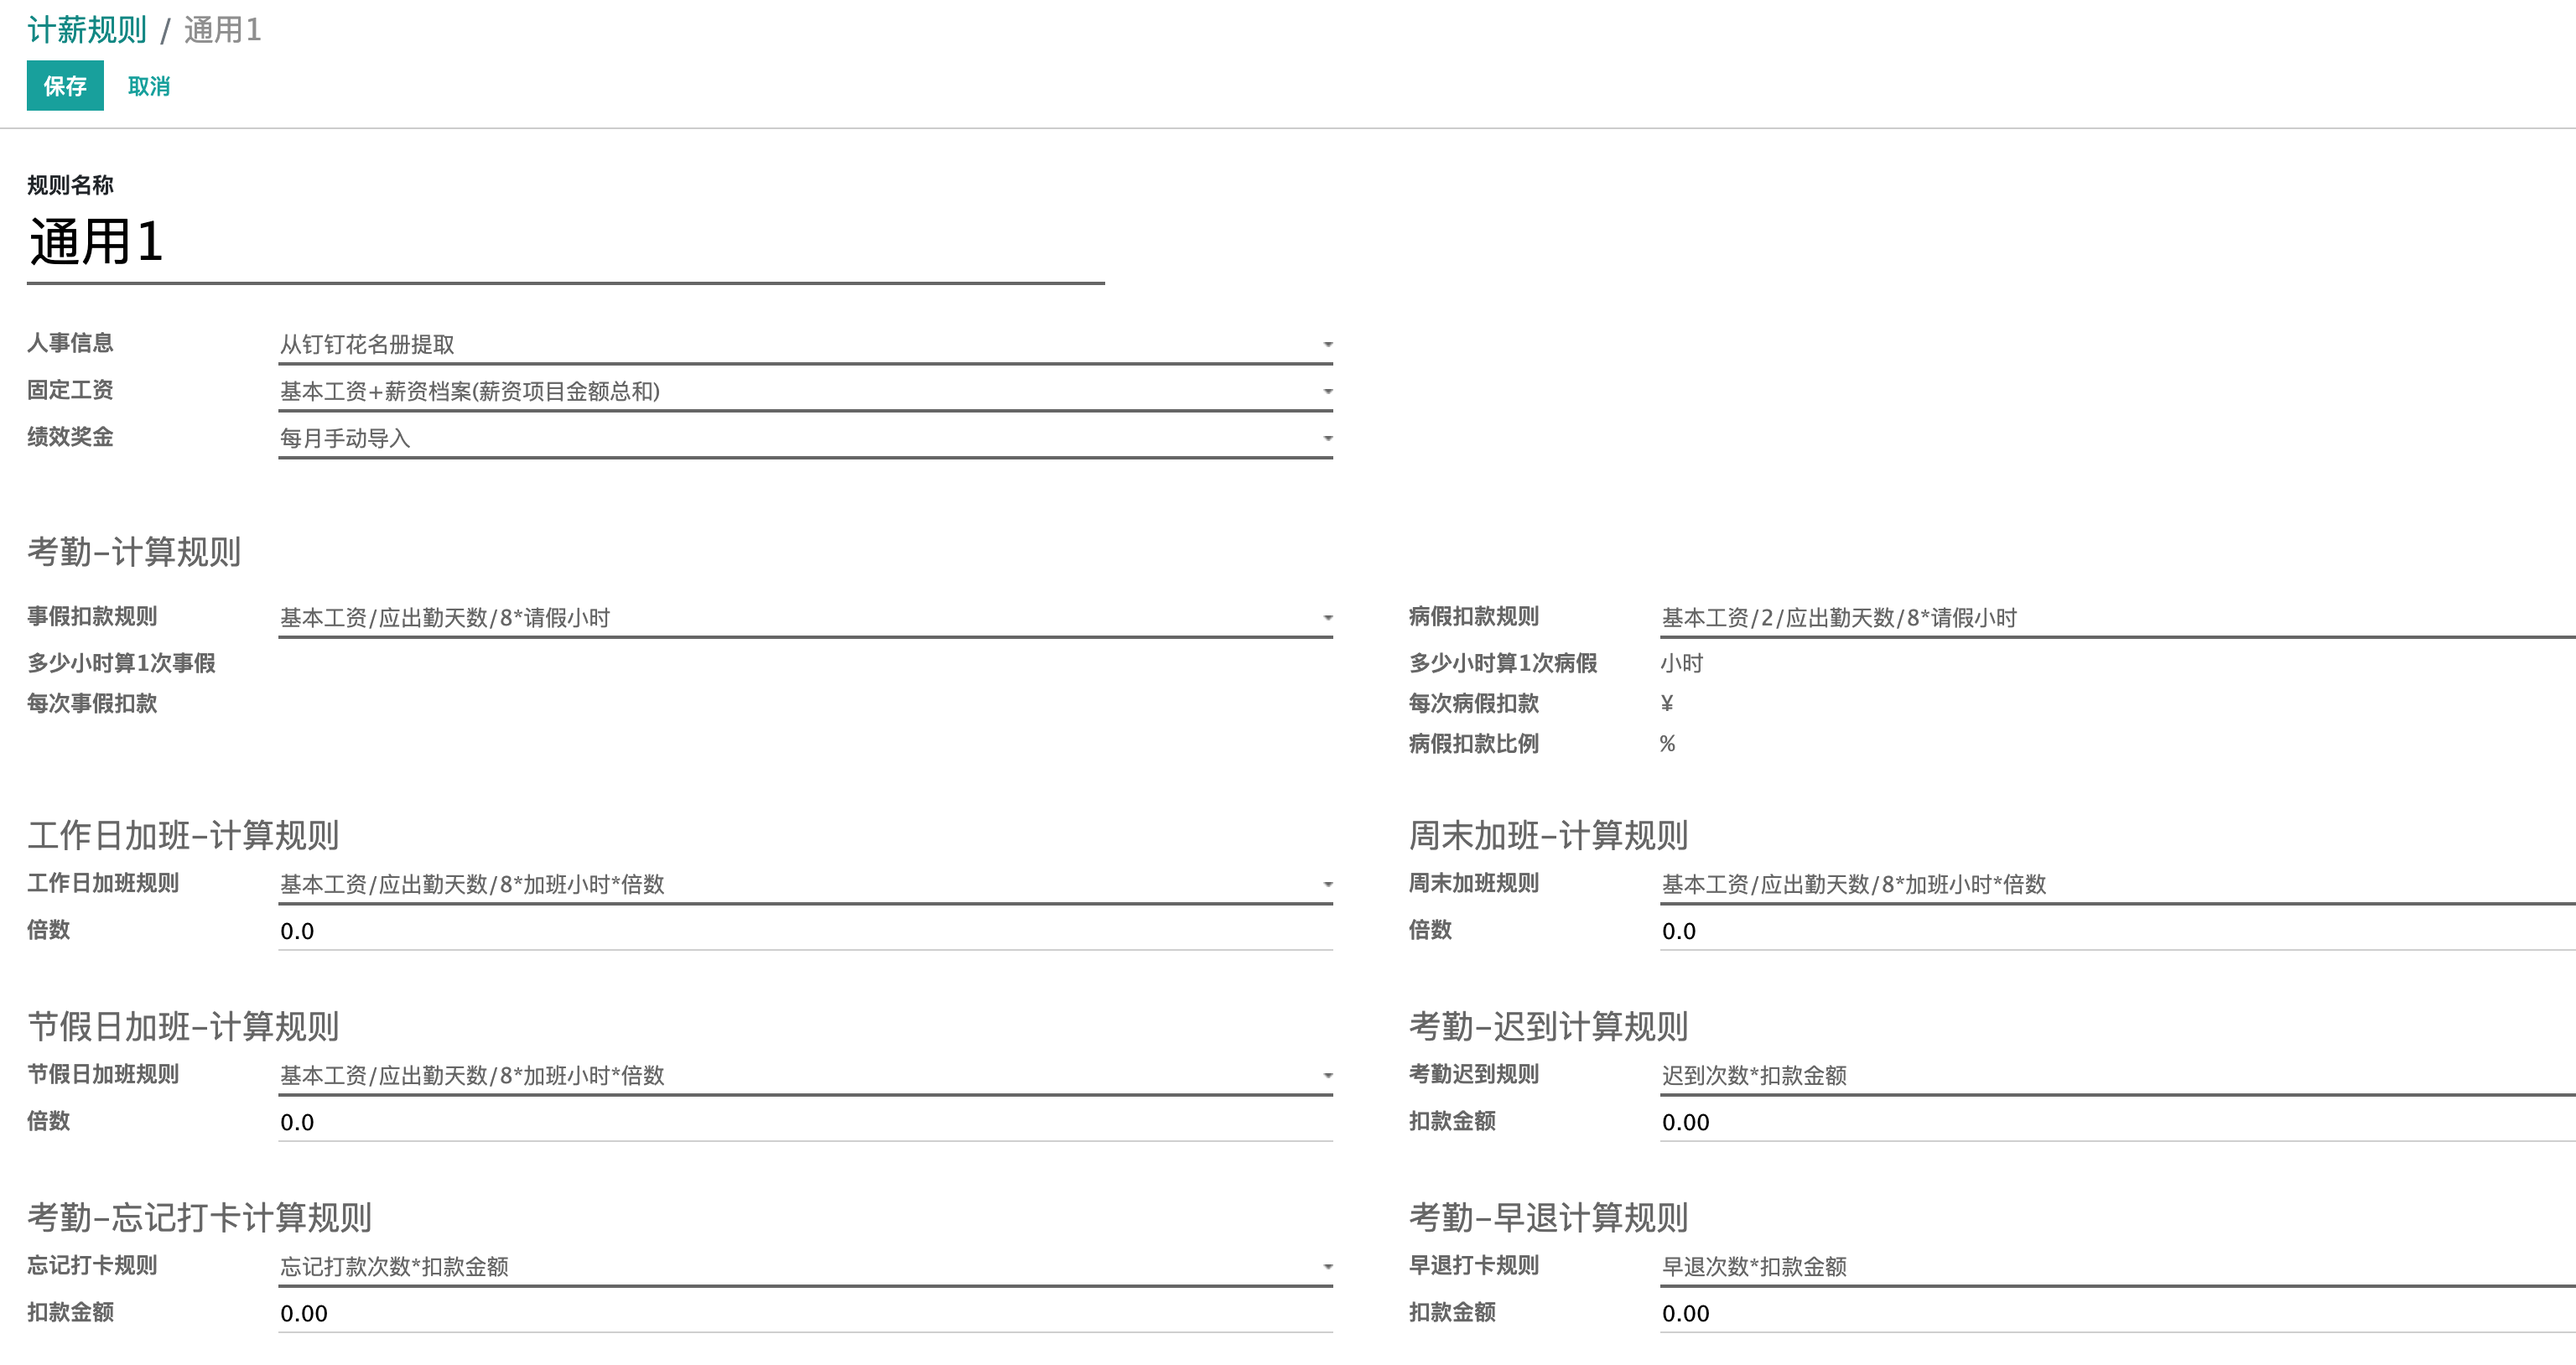 计薪规则 / 通用1
保存 取消
规则名称
通用1
人事信息 从钉钉花名册提取
固定工资 基本工资+薪资档案(薪资项目金额总和)
绩效奖金 每月手动导入
考勤-计算规则
事假扣款规则 基本工资/应出勤天数/8*请假小时 病假扣款规则 基本工资/2/应出勤天数/8*请假小时
多少小时算1次事假 多少小时算1次病假 小时
每次事假扣款 每次病假扣款 ¥
病假扣款比例 %
工作日加班-计算规则 周末加班-计算规则
工作日加班规则 基本工资/应出勤天数/8*加班小时*倍数 周末加班规则 基本工资/应出勤天数/8*加班小时*倍数
倍数 0.0 倍数 0.0
节假日加班-计算规则 考勤-迟到计算规则
节假日加班规则 基本工资/应出勤天数/8*加班小时*倍数 考勤迟到规则 迟到次数*扣款金额
倍数 0.0 扣款金额 0.00
考勤-忘记打卡计算规则 考勤-早退计算规则
忘记打卡规则 忘记打款次数*扣款金额 早退打卡规则 早退次数*扣款金额
扣款金额 0.00 扣款金额 0.00